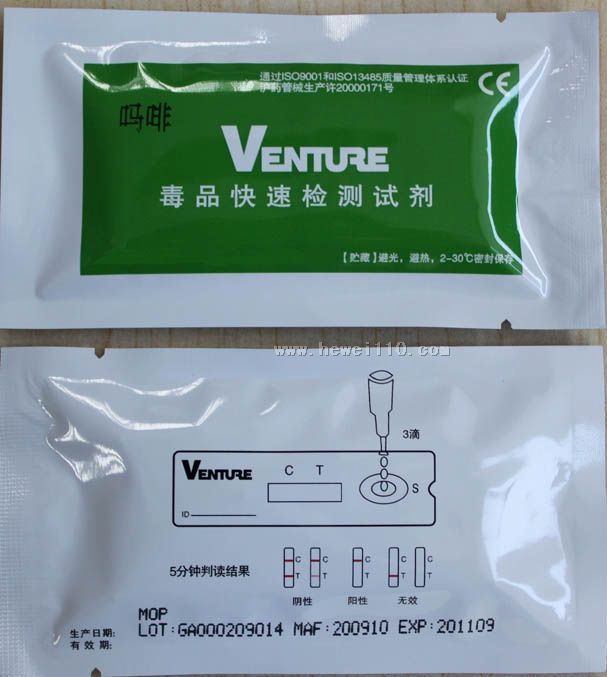 通过ISO9001和ISO13485质量管理体系认证
沪药管械生产许20000171号
CE
吗啡
VENTURE
毒品快速检测试剂
【贮藏】避光，避热，2-30℃密封保存
www.hewei110.com
3滴
VENTURE
C T
S
ID
5分钟判读结果
C C C C C
T T T T T
阴性 阳性 无效
MOP
生产日期: LOT:GA000209014 MAF:200910 EXP:201109
有效期: